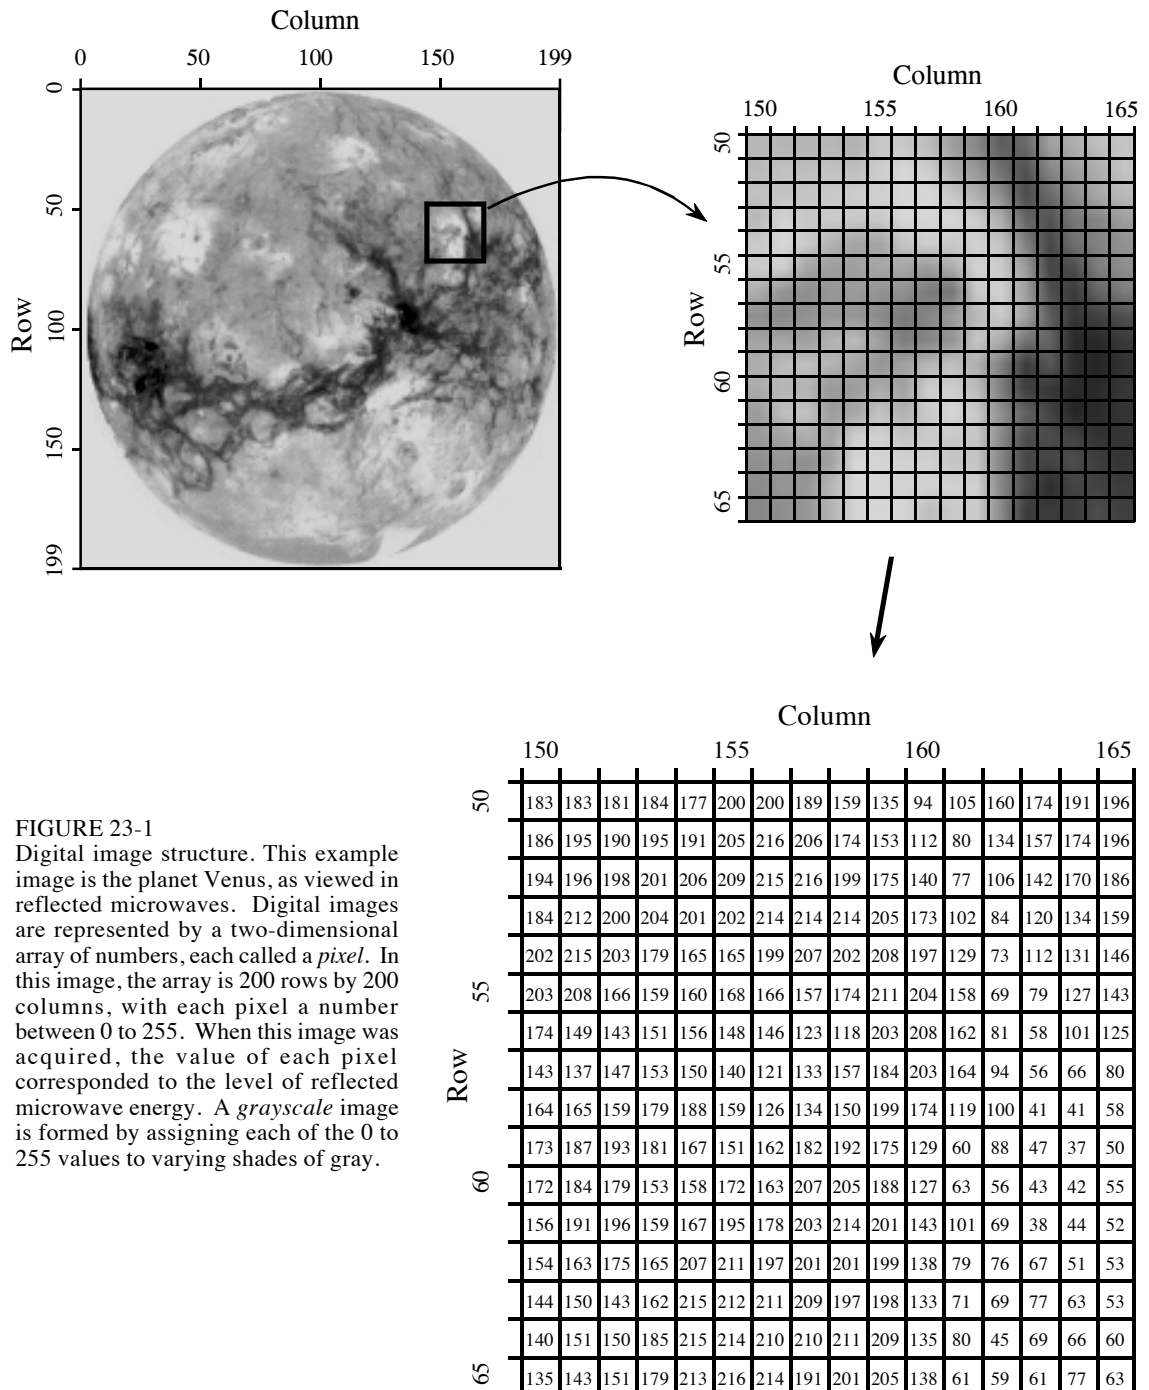 Column
0 50 100 150 199
0
50
100
150
199
Row
Column
150 155 160 165
50
55
60
65
Row
Column
150 155 160 165
50
55
60
65
Row
183 183 181 184 177 200 200 189 159 135 94 105 160 174 191 196
186 195 190 195 191 205 216 206 174 153 112 80 134 157 174 196
194 196 198 201 206 209 215 216 199 175 140 77 106 142 170 186
184 212 200 204 201 202 214 214 214 205 173 102 84 120 134 159
202 215 203 179 165 165 199 207 202 208 197 129 73 112 131 146
203 208 166 159 160 168 166 157 174 211 204 158 69 79 127 143
174 149 143 151 156 148 146 123 118 203 208 162 81 58 101 125
143 137 147 153 150 140 121 133 157 184 203 164 94 56 66 80
164 165 159 179 188 159 126 134 150 199 174 119 100 41 41 58
173 187 193 181 167 151 162 182 192 175 129 60 88 47 37 50
172 184 179 153 158 172 163 207 205 188 127 63 56 43 42 55
156 191 196 159 167 195 178 203 214 201 143 101 69 38 44 52
154 163 175 165 207 211 197 201 201 199 138 79 76 67 51 53
144 150 143 162 215 212 211 209 197 198 133 71 69 77 63 53
140 151 150 185 215 214 210 210 211 209 135 80 45 69 66 60
135 143 151 179 213 216 214 191 201 205 138 61 59 61 77 63
FIGURE 23-1
Digital image structure. This example
image is the planet Venus, as viewed in
reflected microwaves. Digital images
are represented by a two-dimensional
array of numbers, each called a pixel. In
this image, the array is 200 rows by 200
columns, with each pixel a number
between 0 to 255. When this image was
acquired, the value of each pixel
corresponded to the level of reflected
microwave energy. A grayscale image
is formed by assigning each of the 0 to
255 values to varying shades of gray.